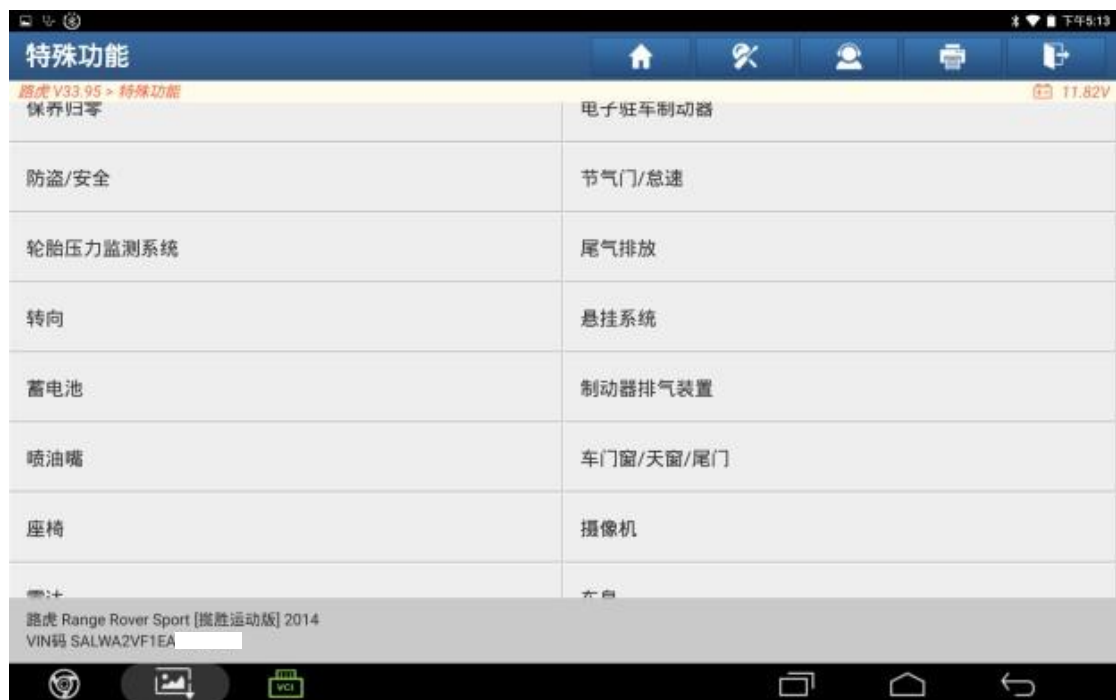 下午5:13
特殊功能
路虎 V33.95 > 特殊功能
11.82V
保养归零
电子驻车制动器
防盗/安全
节气门/怠速
轮胎压力监测系统
尾气排放
转向
悬挂系统
蓄电池
制动器排气装置
喷油嘴
车门窗/天窗/尾门
座椅
摄像机
路虎 Range Rover Sport [揽胜运动版] 2014
VIN码 SALWA2VF1EA
VCI